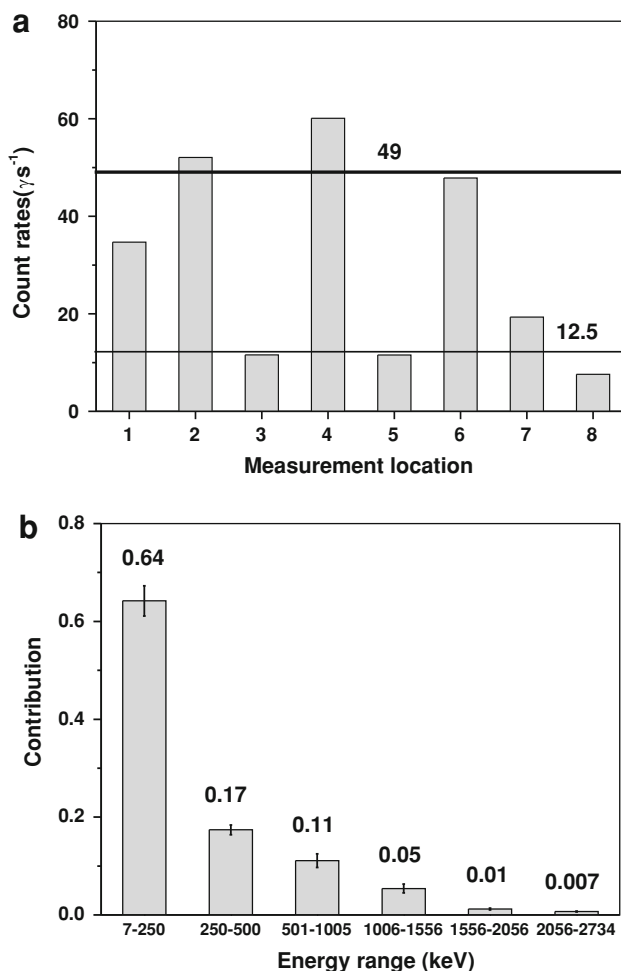 a
80
60
40
20
0
Count rates(γs⁻¹)
49
12.5
1 2 3 4 5 6 7 8
Measurement location
b
0.8
0.6
0.4
0.2
0.0
Contribution
0.64
0.17
0.11
0.05
0.01
0.007
7-250 250-500 501-1005 1006-1556 1556-2056 2056-2734
Energy range (keV)